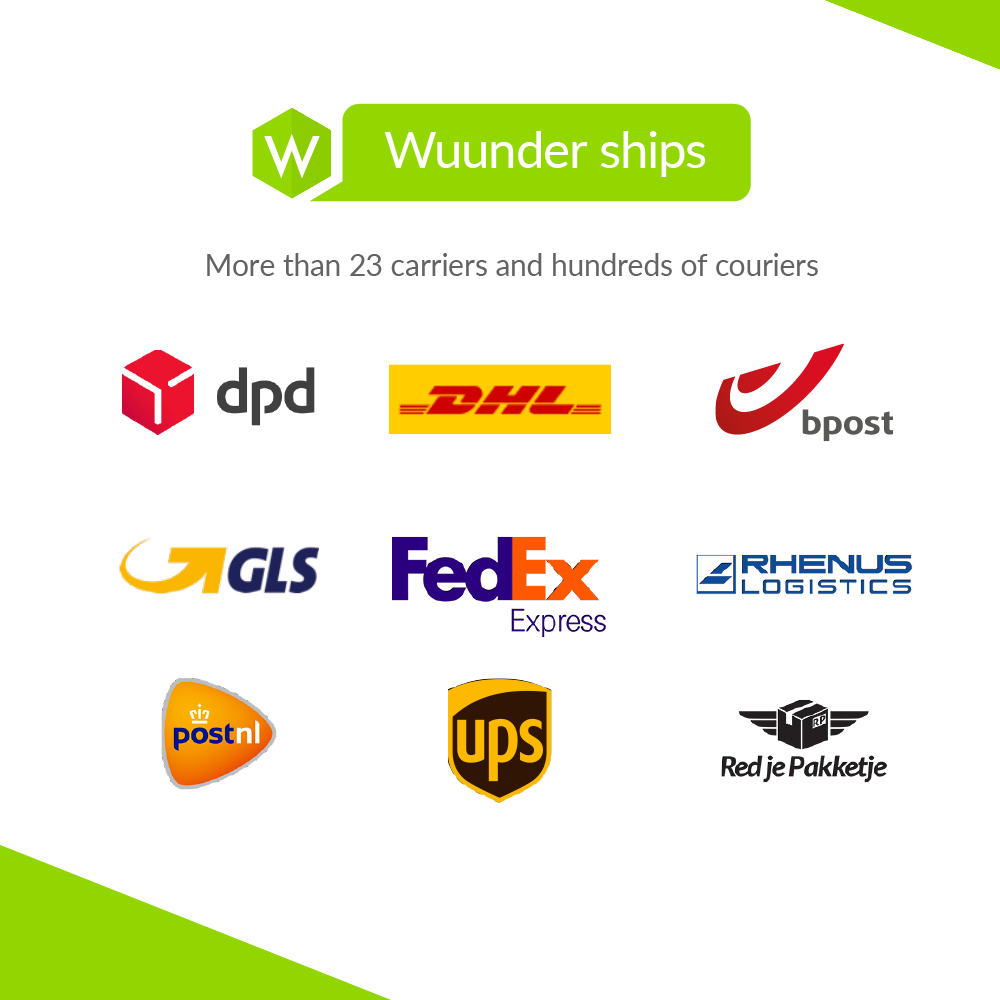 W
Wuunder ships
More than 23 carriers and hundreds of couriers
dpd
DHL
bpost
GLS
FedEx
Express
RHENUS
LOGISTICS
postnl
ups
RP
Red je Pakketje